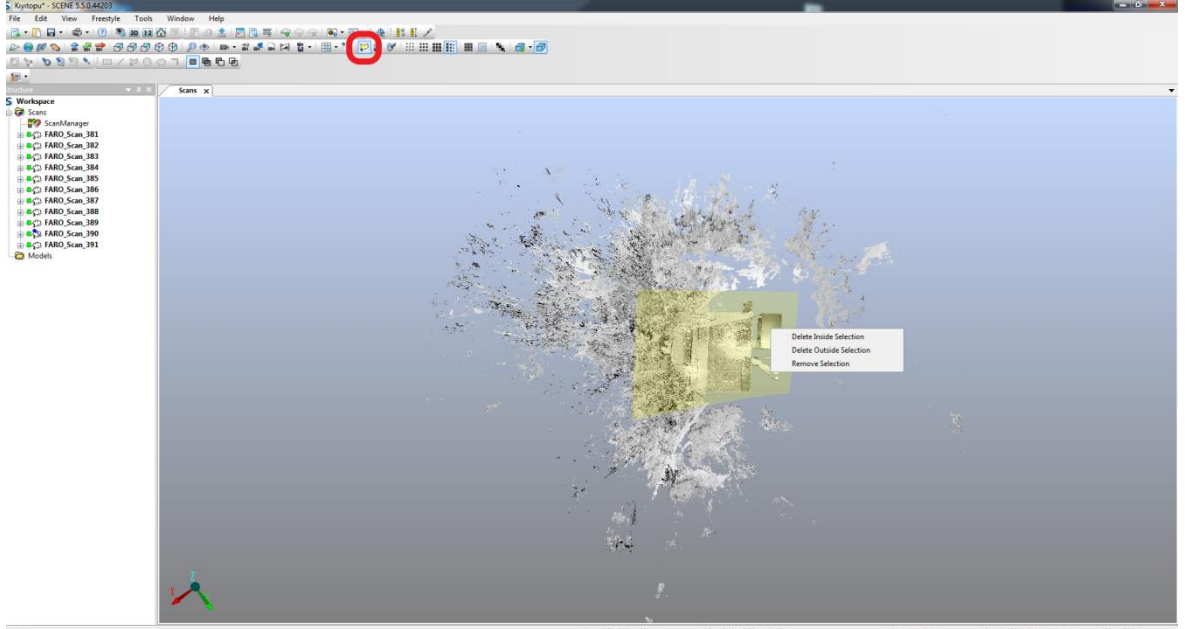 Kıyıtopu* - SCENE 5.5.0.44203
File Edit View Freestyle Tools Window Help
Structure
Scans x
Workspace
Scans
ScanManager
FARO_Scan_381
FARO_Scan_382
FARO_Scan_383
FARO_Scan_384
FARO_Scan_385
FARO_Scan_386
FARO_Scan_387
FARO_Scan_388
FARO_Scan_389
FARO_Scan_390
FARO_Scan_391
Models
Delete Inside Selection
Delete Outside Selection
Remove Selection
Z
X